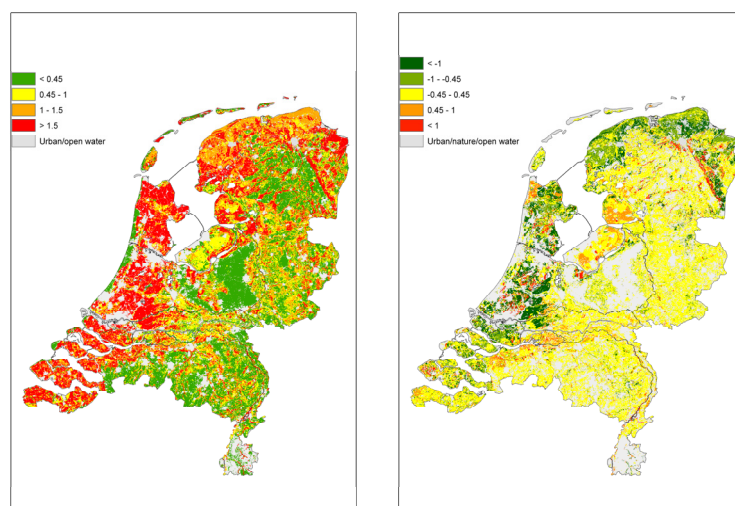 < 0.45
0.45 - 1
1 - 1.5
> 1.5
Urban/open water
< -1
-1 - -0.45
-0.45 - 0.45
0.45 - 1
< 1
Urban/nature/open water